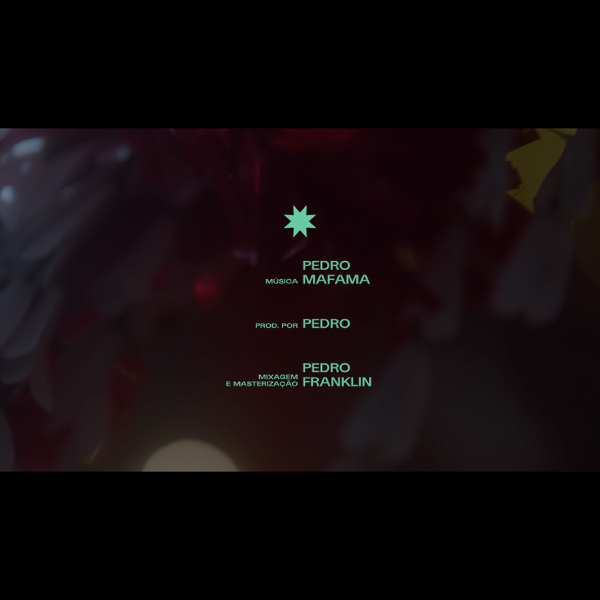 PEDRO
MÚSICA MAFAMA
PROD. POR PEDRO
PEDRO
MIXAGEM
E MASTERIZAÇÃO FRANKLIN